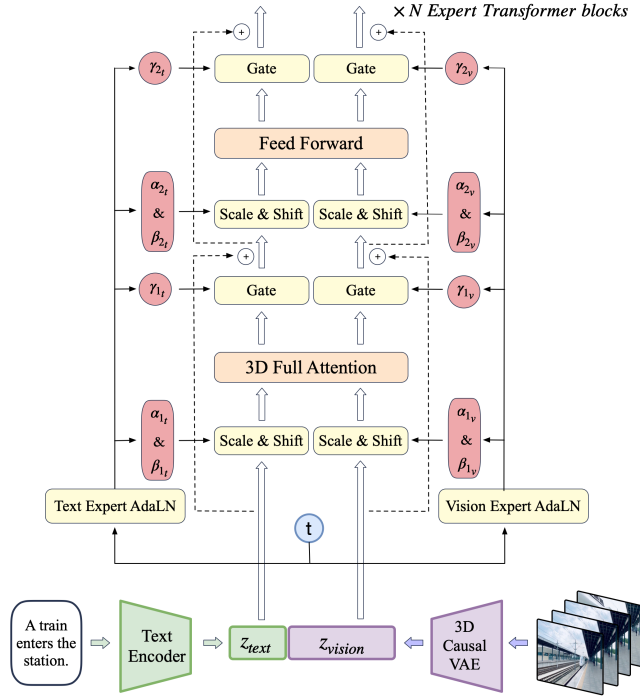 × N Expert Transformer blocks
+ +
γ2t Gate Gate γ2v
Feed Forward
α2t α2v
& Scale & Shift Scale & Shift &
β2t β2v
+ +
γ1t Gate Gate γ1v
3D Full Attention
α1t α1v
& Scale & Shift Scale & Shift &
β1t β1v
Text Expert AdaLN Vision Expert AdaLN
t
A train
enters the
station.
Text
Encoder
ztext zvision
3D
Causal
VAE